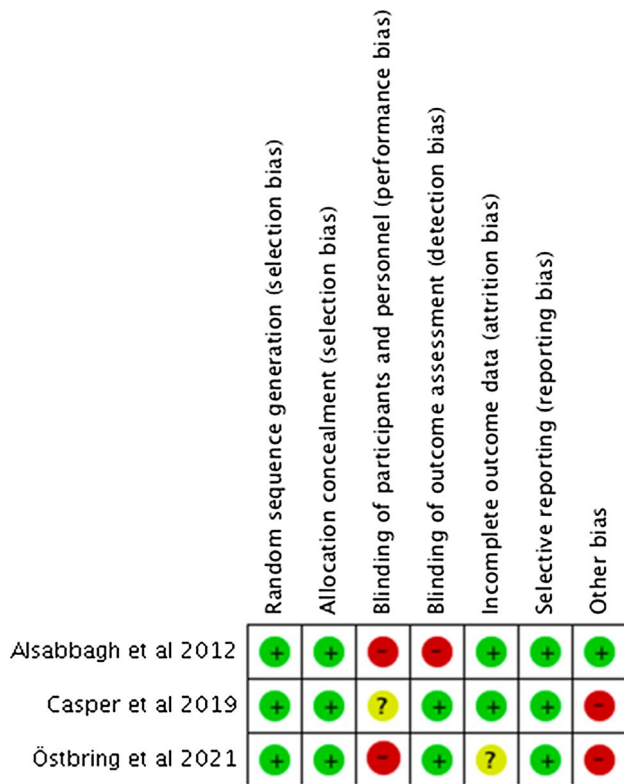 Random sequence generation (selection bias)
Allocation concealment (selection bias)
Blinding of participants and personnel (performance bias)
Blinding of outcome assessment (detection bias)
Incomplete outcome data (attrition bias)
Selective reporting (reporting bias)
Other bias
Alsabbagh et al 2012 + + - - + + +
Casper et al 2019 + + ? + + + -
Östbring et al 2021 + + - + ? + -